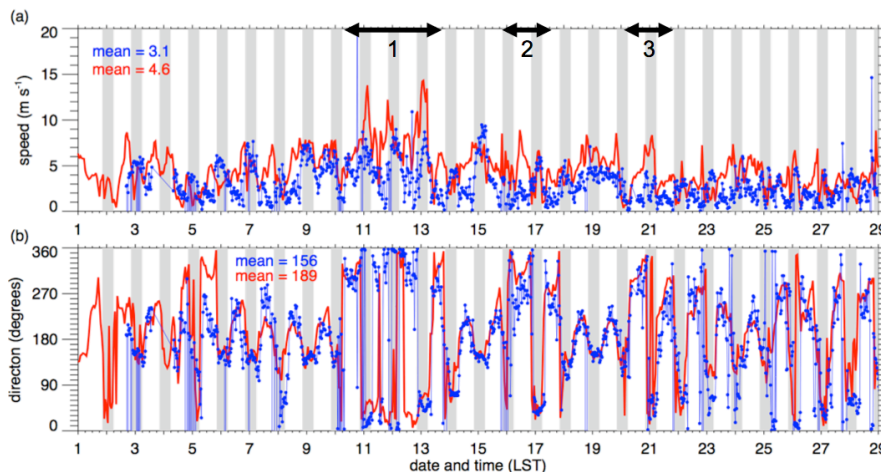 (a)
1 2 3
20
15
10
5
0
speed (m s⁻¹)
mean = 3.1
mean = 4.6
1 3 5 7 9 11 13 15 17 19 21 23 25 27 29
(b)
360
270
180
90
0
directon (degrees)
mean = 156
mean = 189
1 3 5 7 9 11 13 15 17 19 21 23 25 27 29
date and time (LST)